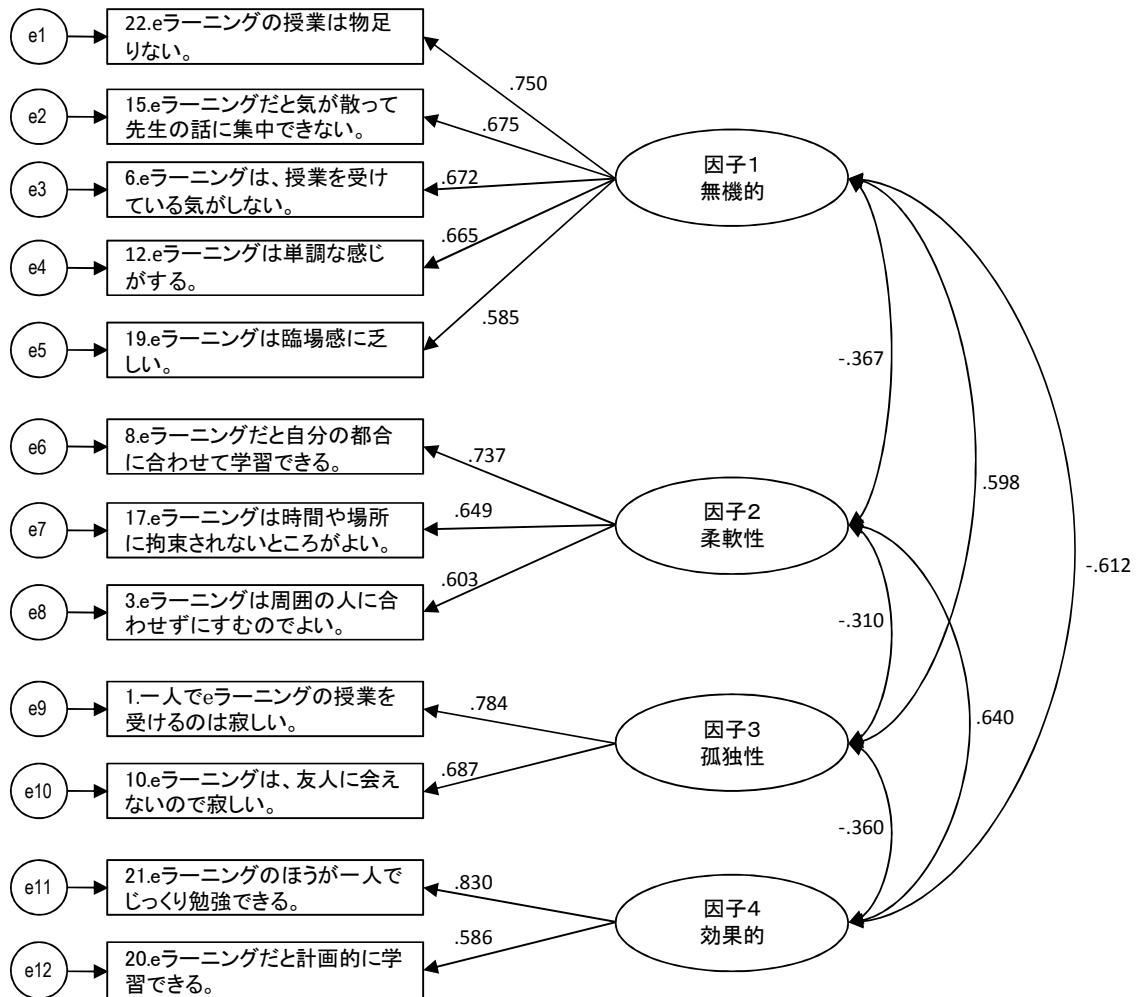 e1
22.eラーニングの授業は物足
りない。
.750
e2
15.eラーニングだと気が散って
先生の話に集中できない。
.675
e3
6.eラーニングは、授業を受け
ている気がしない。
.672
因子1
無機的
e4
12.eラーニングは単調な感じ
がする。
.665
e5
19.eラーニングは臨場感に乏
しい。
.585
-.367
e6
8.eラーニングだと自分の都合
に合わせて学習できる。
.737
.598
e7
17.eラーニングは時間や場所
に拘束されないところがよい。
.649
因子2
柔軟性
-.612
e8
3.eラーニングは周囲の人に合
わせずにすむのでよい。
.603
-.310
e9
1.一人でeラーニングの授業を
受けるのは寂しい。
.784
.640
因子3
孤独性
e10
10.eラーニングは、友人に会え
ないので寂しい。
.687
-.360
e11
21.eラーニングのほうが一人で
じっくり勉強できる。
.830
因子4
効果的
e12
20.eラーニングだと計画的に学
習できる。
.586